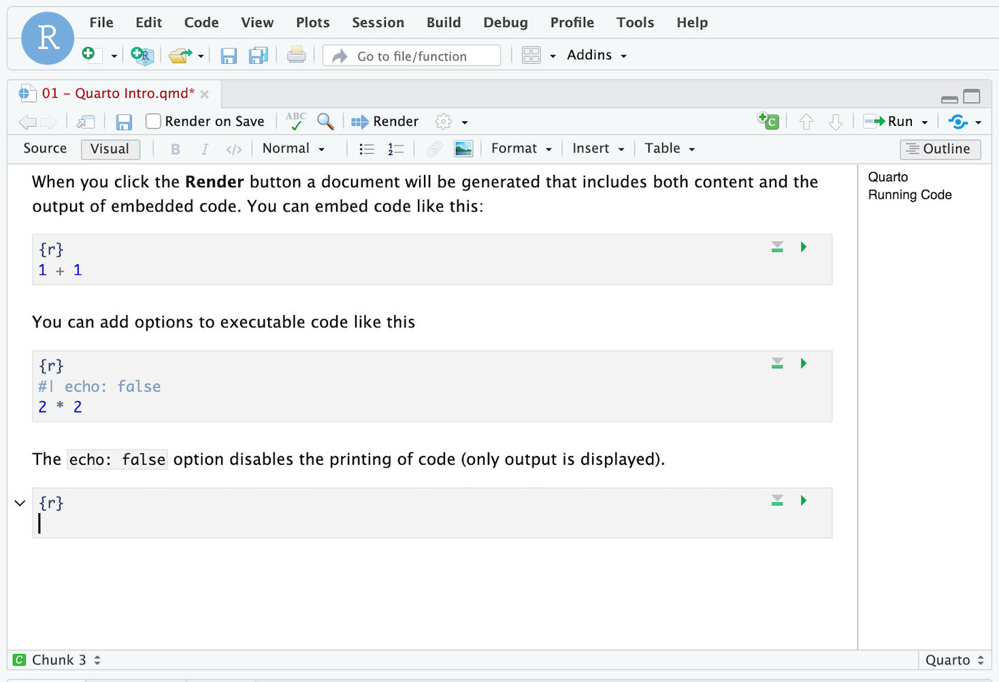 R
File Edit Code View Plots Session Build Debug Profile Tools Help
R Go to file/function Addins
01 – Quarto Intro.qmd*
Render on Save ABC Render C Run
Source Visual B I </> Normal 1 2 Format Insert Table Outline
When you click the Render button a document will be generated that includes both content and the
output of embedded code. You can embed code like this:
{r}
1 + 1
You can add options to executable code like this
{r}
#| echo: false
2 * 2
The echo: false option disables the printing of code (only output is displayed).
{r}
Quarto
Running Code
C Chunk 3 Quarto